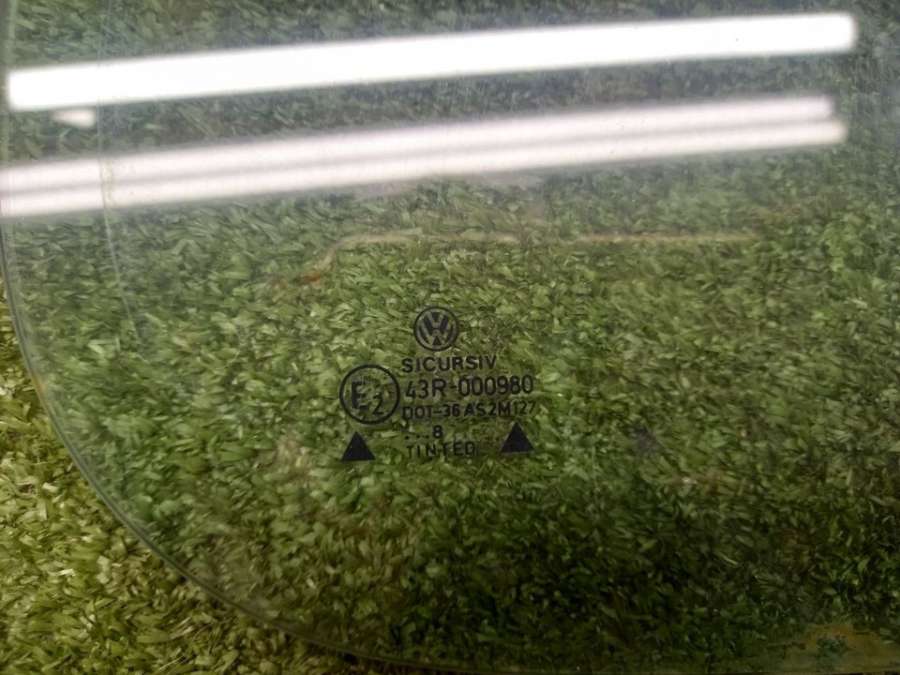 SICURSIV
E2
43R-000980
DOT-36 AS2M127
...8
TINTED